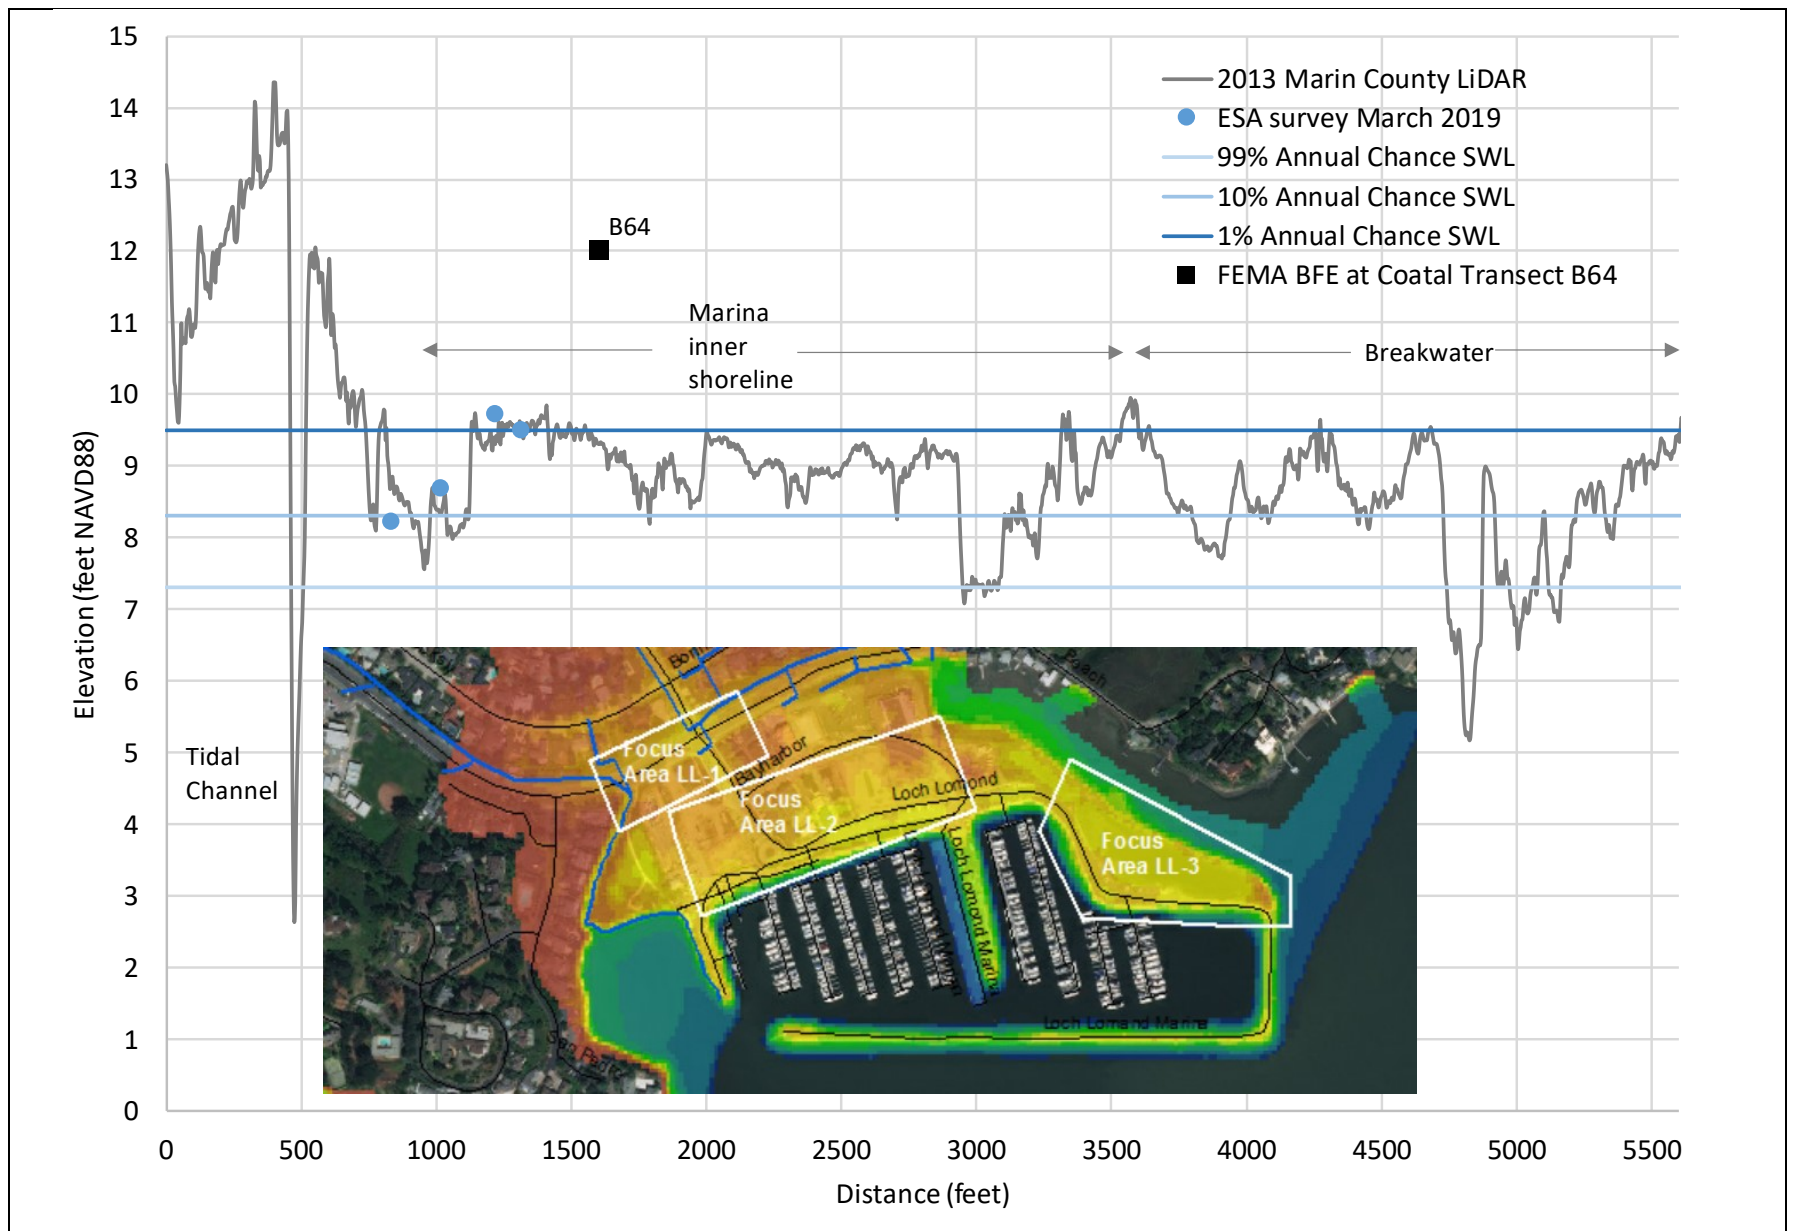 15
14
13
12
11
10
9
8
7
6
5
4
3
2
1
0
Elevation (feet NAVD88)
2013 Marin County LiDAR
ESA survey March 2019
99% Annual Chance SWL
10% Annual Chance SWL
1% Annual Chance SWL
FEMA BFE at Coatal Transect B64
B64
Marina
inner
shoreline
Breakwater
Tidal
Channel
Focus
Area LL-1
Bayharbor
Focus
Area LL-2
Loch Lomond
Focus
Area LL-3
Loch Lomond Marina
Loch Lomand Marina
0 500 1000 1500 2000 2500 3000 3500 4000 4500 5000 5500
Distance (feet)